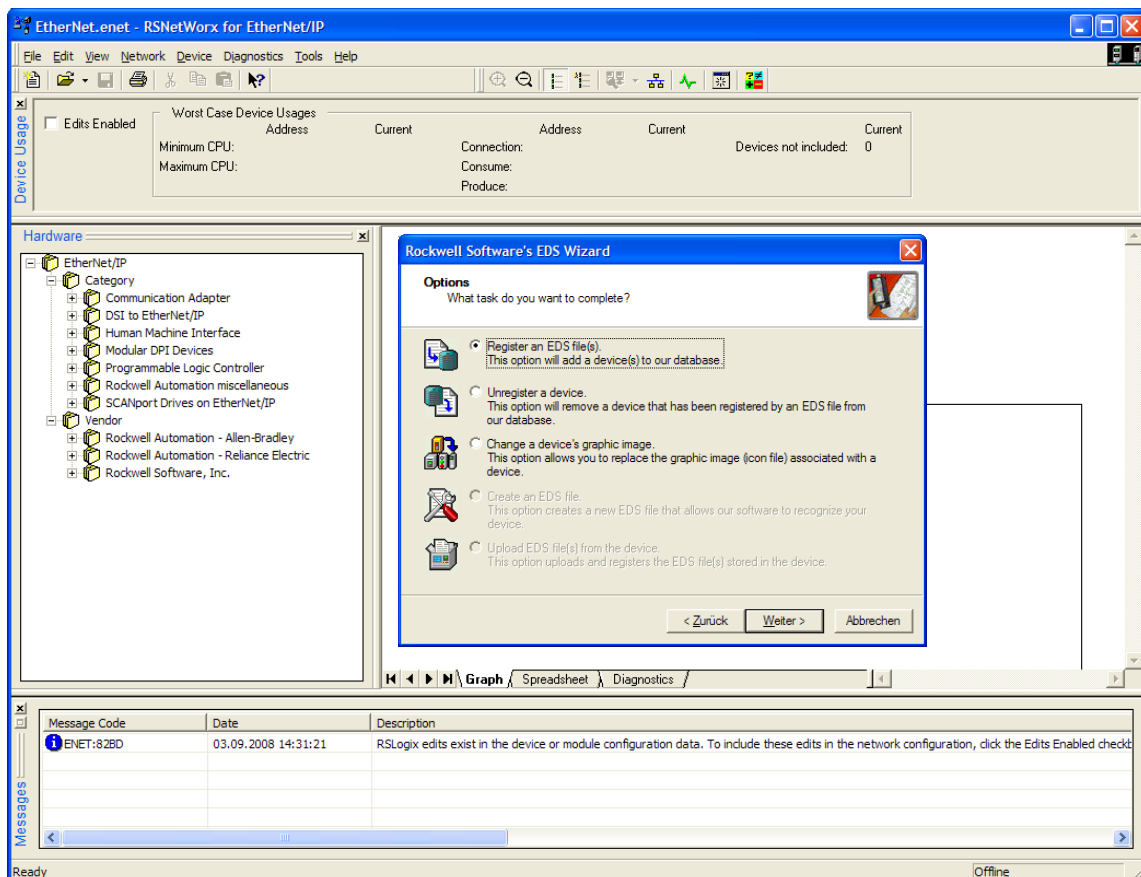 EtherNet.enet - RSNetWorx for EtherNet/IP
File Edit View Network Device Diagnostics Tools Help
Device Usage
Edits Enabled
Worst Case Device Usages
Address Current Address Current Current
Minimum CPU: Connection: Devices not included: 0
Maximum CPU: Consume:
Produce:
Hardware
EtherNet/IP
Category
Communication Adapter
DSI to EtherNet/IP
Human Machine Interface
Modular DPI Devices
Programmable Logic Controller
Rockwell Automation miscellaneous
SCANport Drives on EtherNet/IP
Vendor
Rockwell Automation - Allen-Bradley
Rockwell Automation - Reliance Electric
Rockwell Software, Inc.
Rockwell Software's EDS Wizard
Options
What task do you want to complete?
Register an EDS file(s).
This option will add a device(s) to our database.
Unregister a device.
This option will remove a device that has been registered by an EDS file from
our database.
Change a device's graphic image.
This option allows you to replace the graphic image (icon file) associated with a
device.
Create an EDS file.
This option creates a new EDS file that allows our software to recognize your
device.
Upload EDS file(s) from the device.
This option uploads and registers the EDS file(s) stored in the device.
< Zurück Weiter > Abbrechen
Graph Spreadsheet Diagnostics
Messages
Message Code Date Description
ENET:82BD 03.09.2008 14:31:21 RSLogix edits exist in the device or module configuration data. To include these edits in the network configuration, click the Edits Enabled checkb
Ready Offline